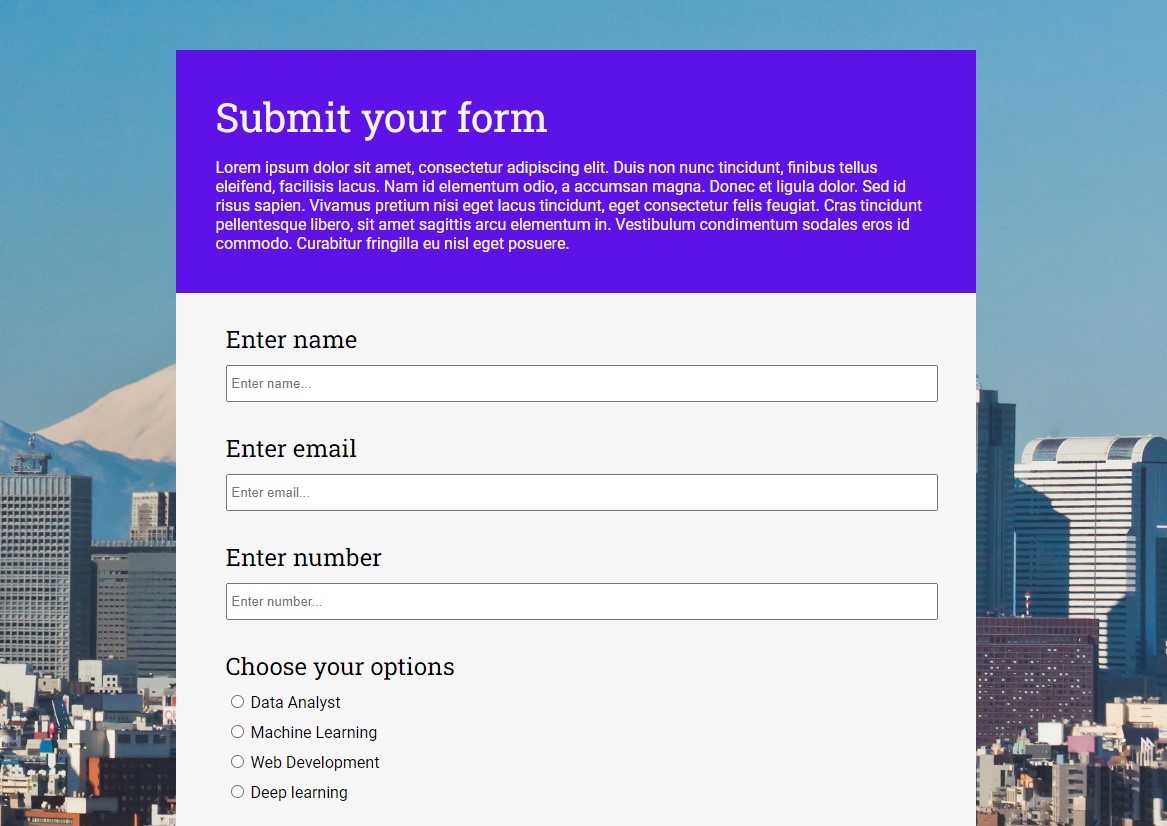 Submit your form
Lorem ipsum dolor sit amet, consectetur adipiscing elit. Duis non nunc tincidunt, finibus tellus
eleifend, facilisis lacus. Nam id elementum odio, a accumsan magna. Donec et ligula dolor. Sed id
risus sapien. Vivamus pretium nisi eget lacus tincidunt, eget consectetur felis feugiat. Cras tincidunt
pellentesque libero, sit amet sagittis arcu elementum in. Vestibulum condimentum sodales eros id
commodo. Curabitur fringilla eu nisl eget posuere.
Enter name
Enter name...
Enter email
Enter email...
Enter number
Enter number...
Choose your options
Data Analyst
Machine Learning
Web Development
Deep learning